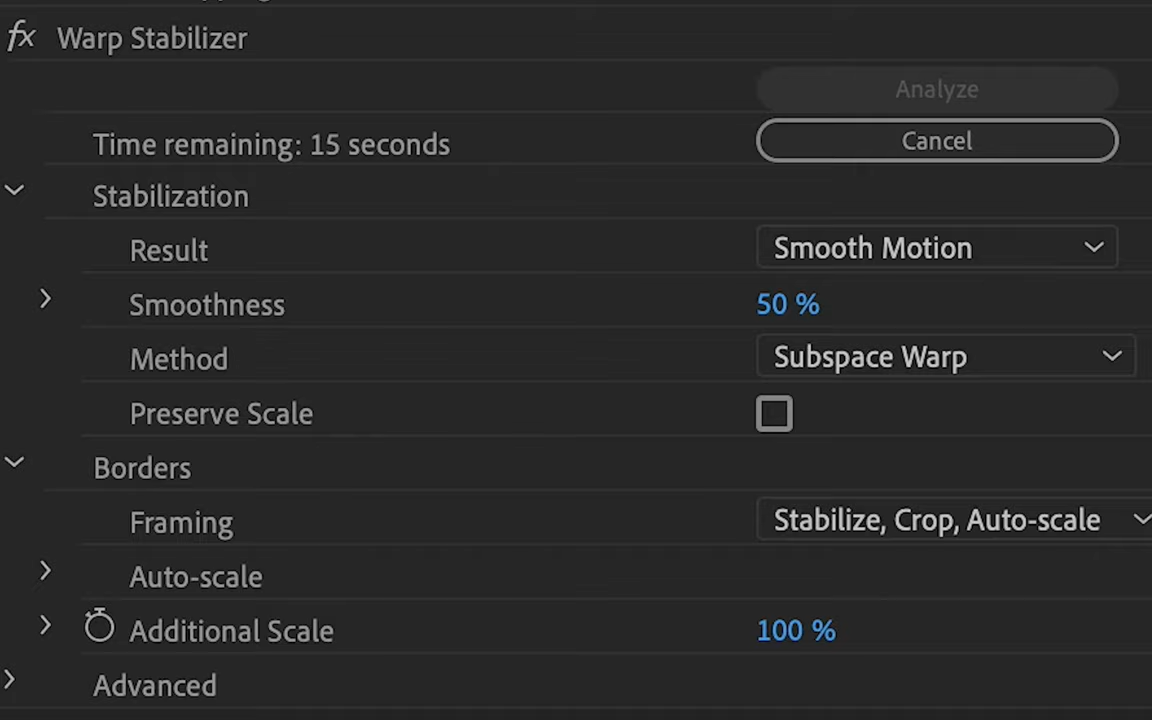 fx Warp Stabilizer
Analyze
Time remaining: 15 seconds Cancel
Stabilization
Result Smooth Motion
Smoothness 50 %
Method Subspace Warp
Preserve Scale
Borders
Framing Stabilize, Crop, Auto-scale
Auto-scale
Additional Scale 100 %
Advanced